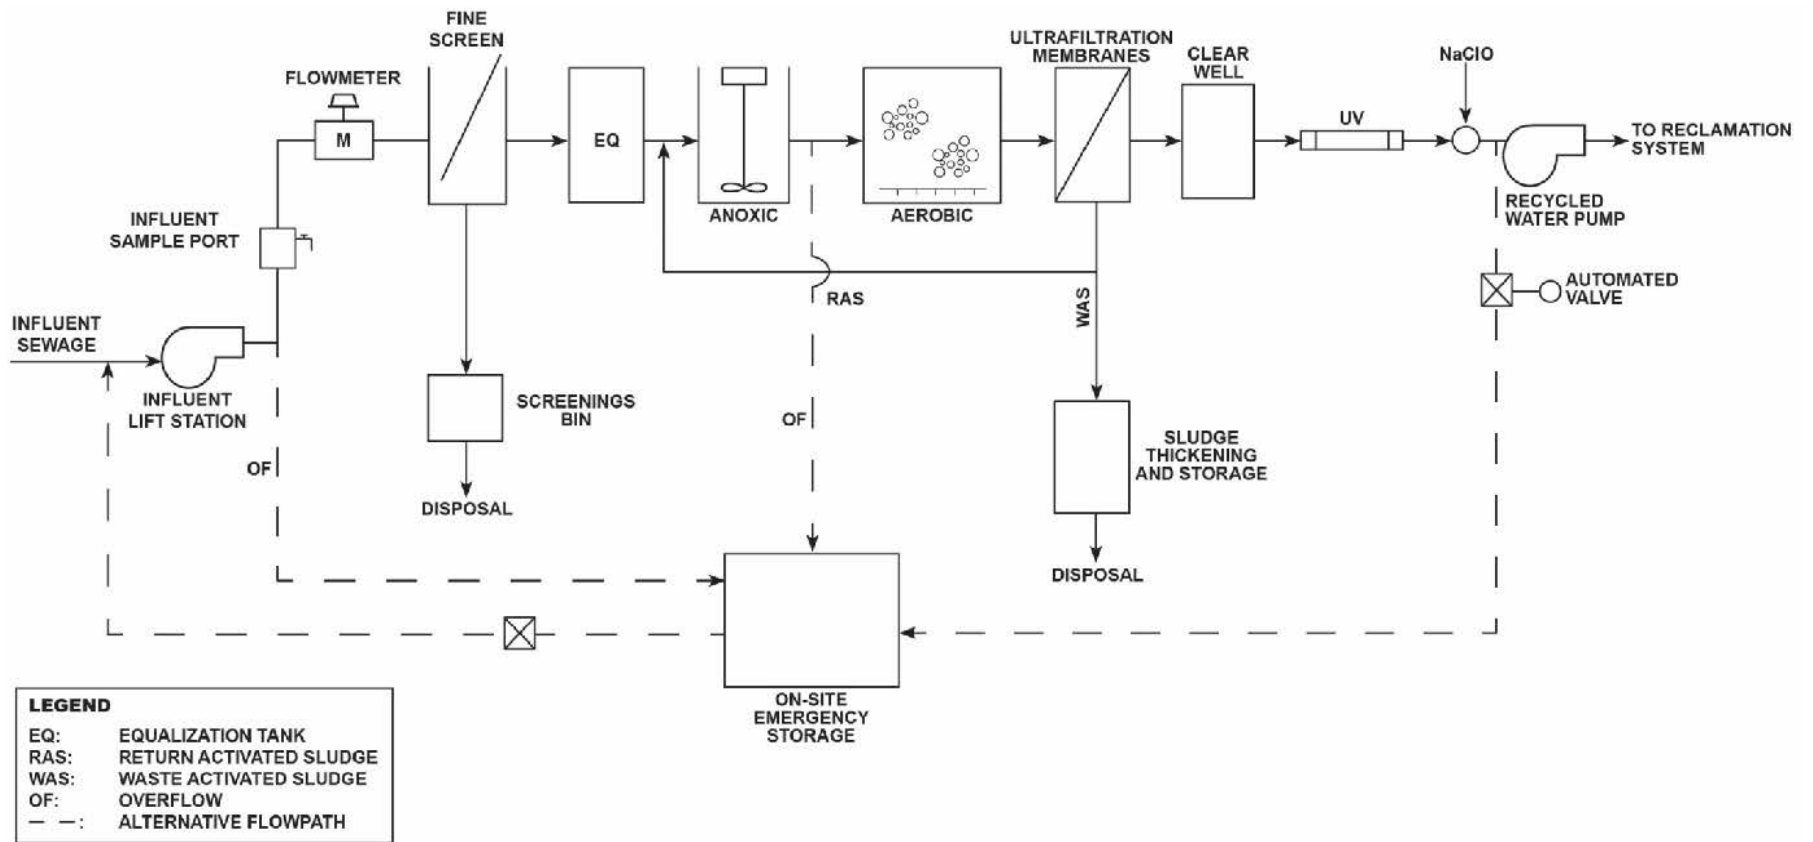 FINE
SCREEN
FLOWMETER
M
INFLUENT
SAMPLE PORT
INFLUENT
SEWAGE
INFLUENT
LIFT STATION
OF
SCREENINGS
BIN
DISPOSAL
EQ
ANOXIC
AEROBIC
ULTRAFILTRATION
MEMBRANES
CLEAR
WELL
UV
NaClO
TO RECLAMATION
SYSTEM
RECYCLED
WATER PUMP
AUTOMATED
VALVE
RAS
WAS
OF
SLUDGE
THICKENING
AND STORAGE
DISPOSAL
ON-SITE
EMERGENCY
STORAGE
LEGEND
EQ: EQUALIZATION TANK
RAS: RETURN ACTIVATED SLUDGE
WAS: WASTE ACTIVATED SLUDGE
OF: OVERFLOW
— —: ALTERNATIVE FLOWPATH